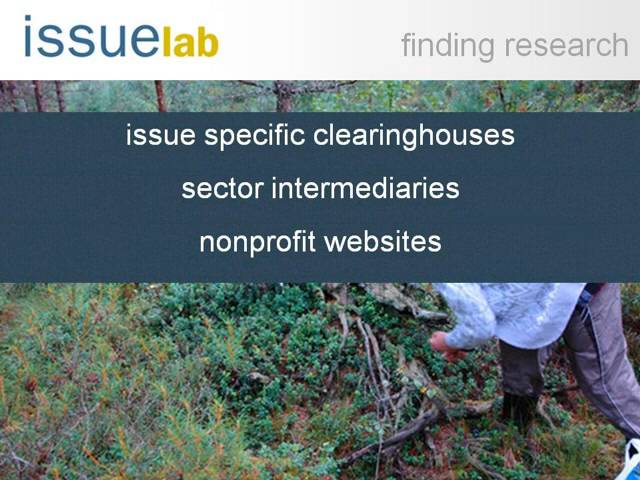 issuelab
finding research
issue specific clearinghouses
sector intermediaries
nonprofit websites